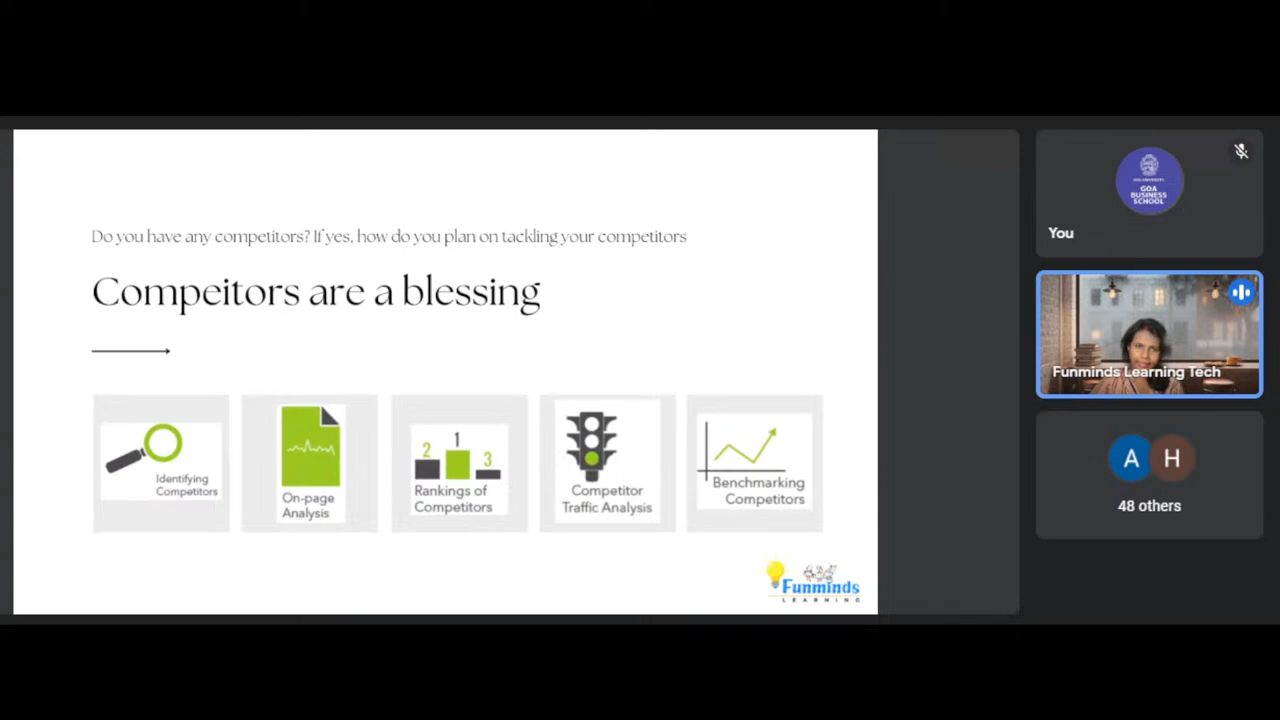 Do you have any competitors? If yes, how do you plan on tackling your competitors
Compeitors are a blessing
Identifying
Competitors
On-page
Analysis
2
1
3
Rankings of
Competitors
Competitor
Traffic Analysis
Benchmarking
Competitors
Funminds
LEARNING
GOA
BUSINESS
SCHOOL
You
Funminds Learning Tech
A
H
48 others